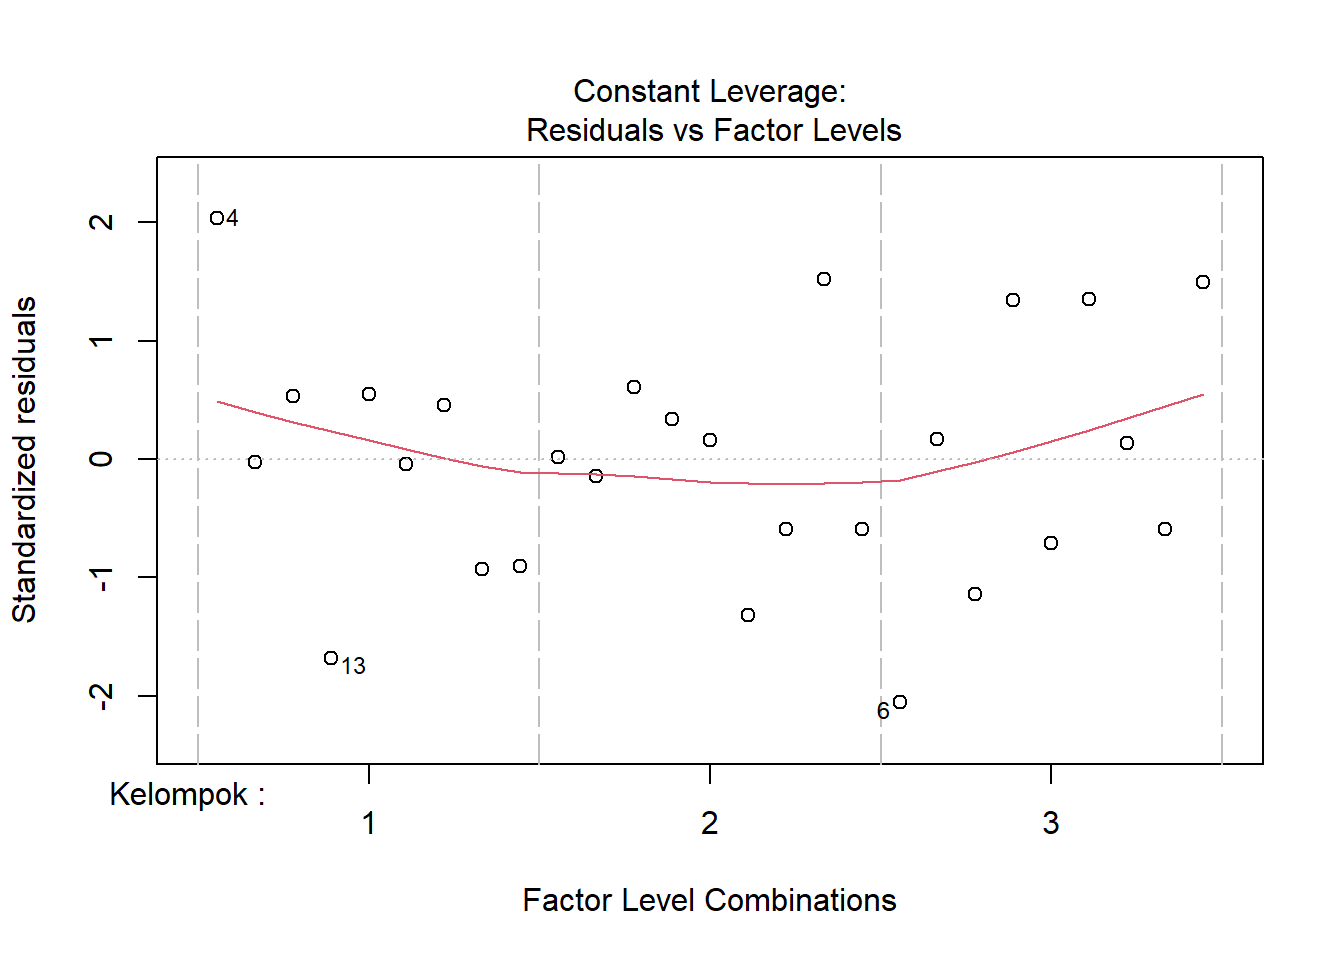 Constant Leverage:
Residuals vs Factor Levels
Standardized residuals
2
1
0
-1
-2
4
13
6
Kelompok :
1 2 3
Factor Level Combinations